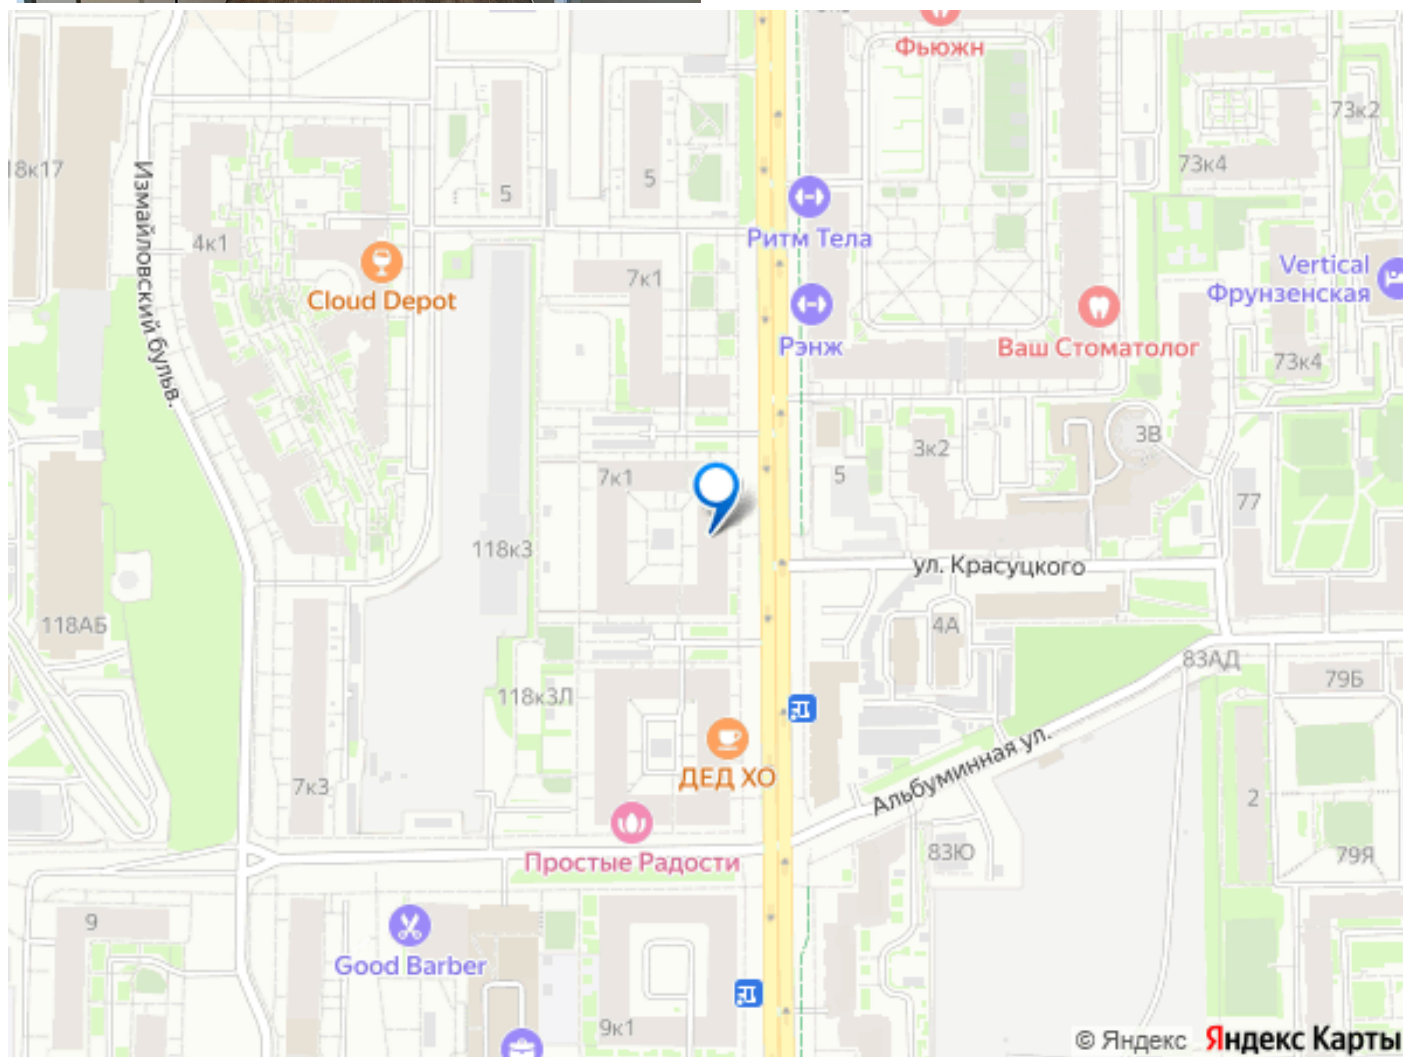 Фьюжн
73к2
18к17
73к4
5
5
Измайловский бульв.
Ритм Тела
4к1
7к1
Vertical
Фрунзенская
Cloud Depot
Рэнж
Ваш Стоматолог
73к4
3В
3к2
7к1
5
77
118к3
ул. Красуцкого
118АБ
4А
83АД
79Б
118к3Л
ДЕД ХО
Альбуминная ул.
7к3
2
Простые Радости
83Ю
79Я
9
Good Barber
9к1
© Яндекс Яндекс Карты